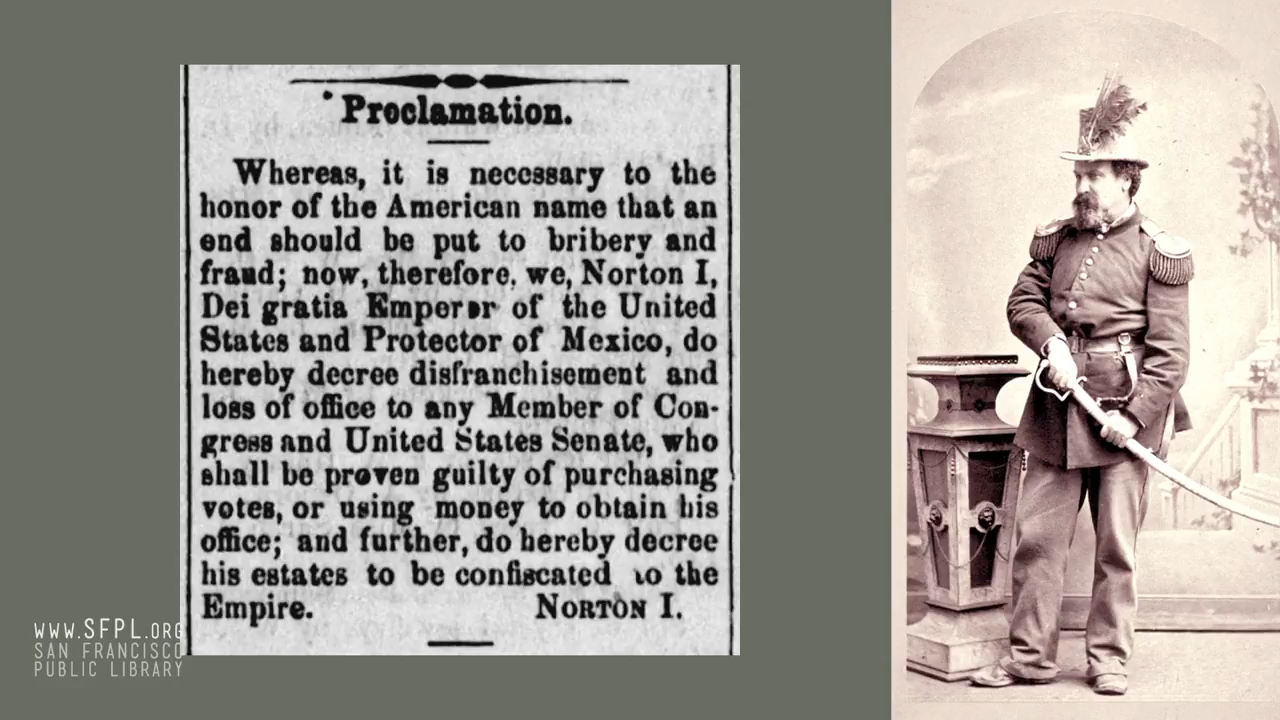 Proclamation.
Whereas, it is necessary to the
honor of the American name that an
end should be put to bribery and
fraud; now, therefore, we, Norton I,
Dei gratia Emperor of the United
States and Protector of Mexico, do
hereby decree disfranchisement and
loss of office to any Member of Con-
gress and United States Senate, who
shall be proven guilty of purchasing
votes, or using money to obtain his
office; and further, do hereby decree
his estates to be confiscated to the
Empire. NORTON I.
WWW.SFPL.ORG
SAN FRANCISCO
PUBLIC LIBRARY